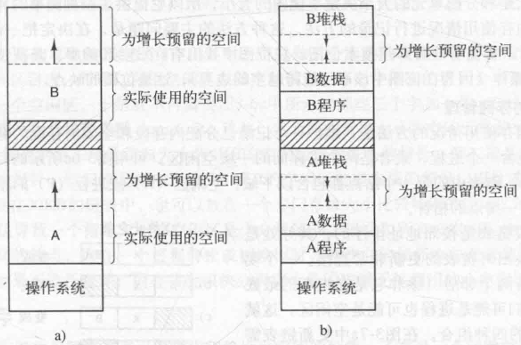 为增长预留的空间
B
实际使用的空间
为增长预留的空间
A
实际使用的空间
操作系统
a)
B堆栈
为增长预留的空间
B数据
B程序
A堆栈
为增长预留的空间
A数据
A程序
操作系统
b)